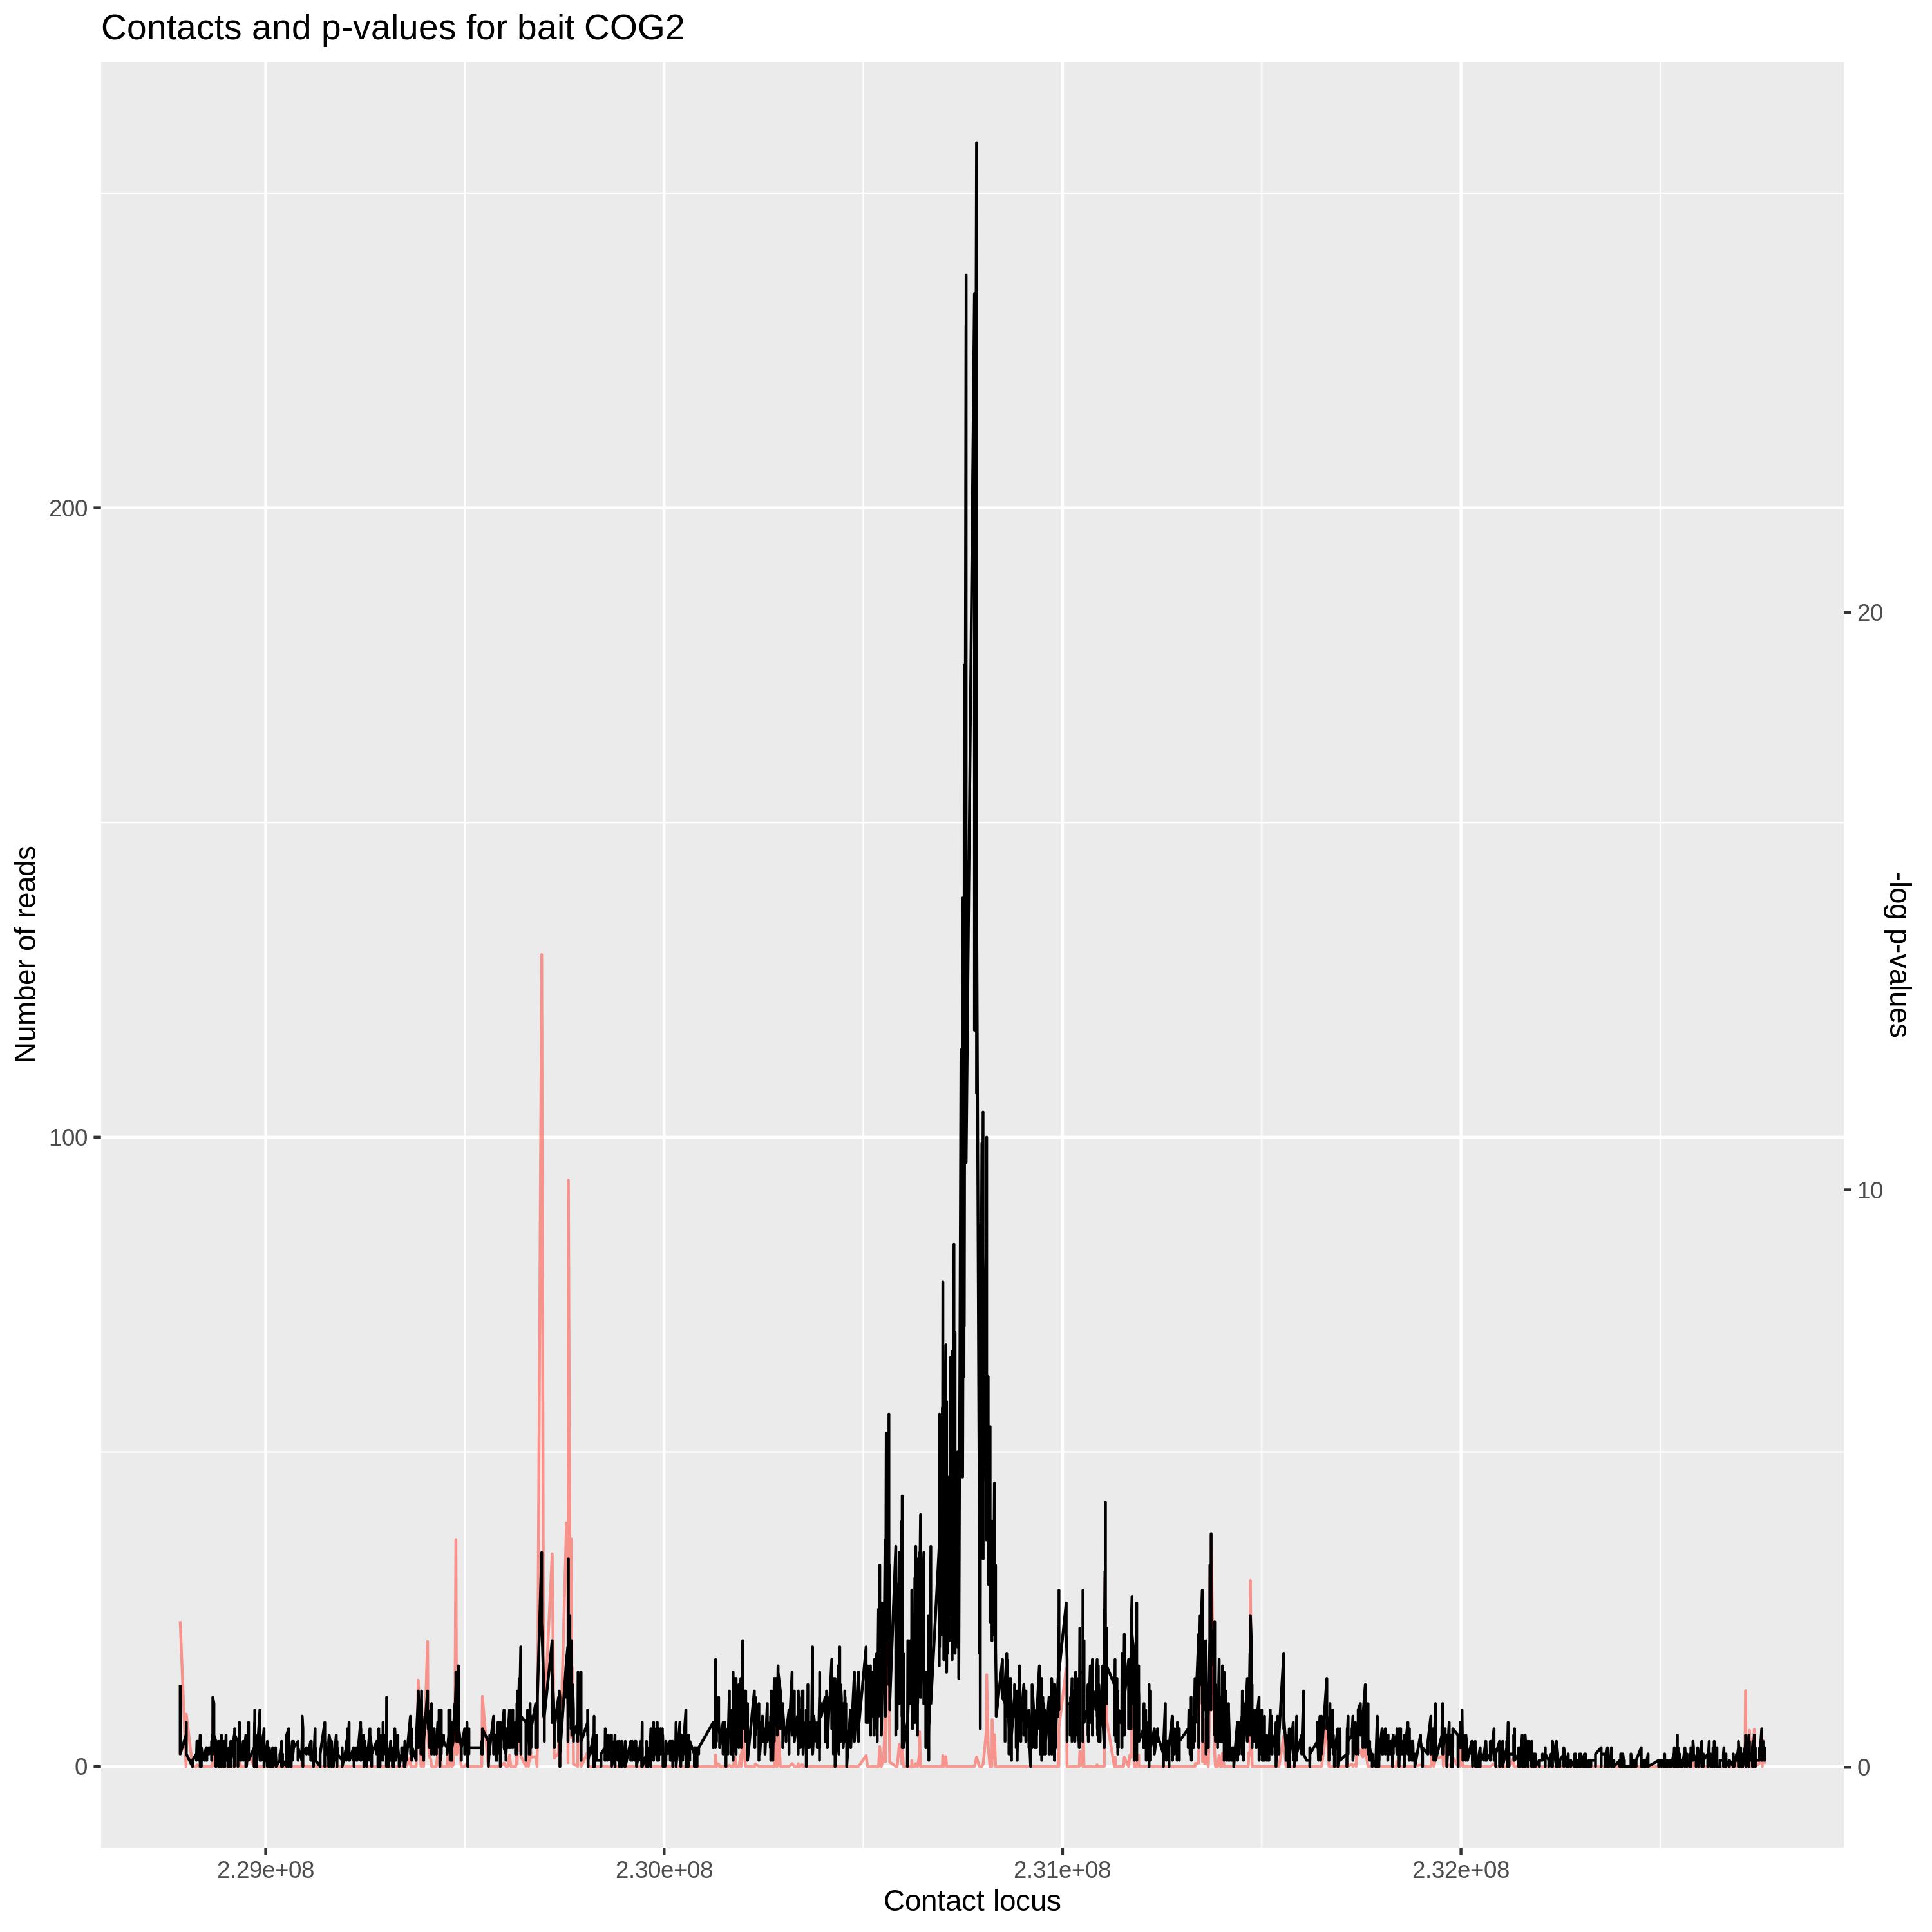 Contacts and p-values for bait COG2
200
100
0
Number of reads
20
10
0
-log p-values
2.29e+08
2.30e+08
2.31e+08
2.32e+08
Contact locus